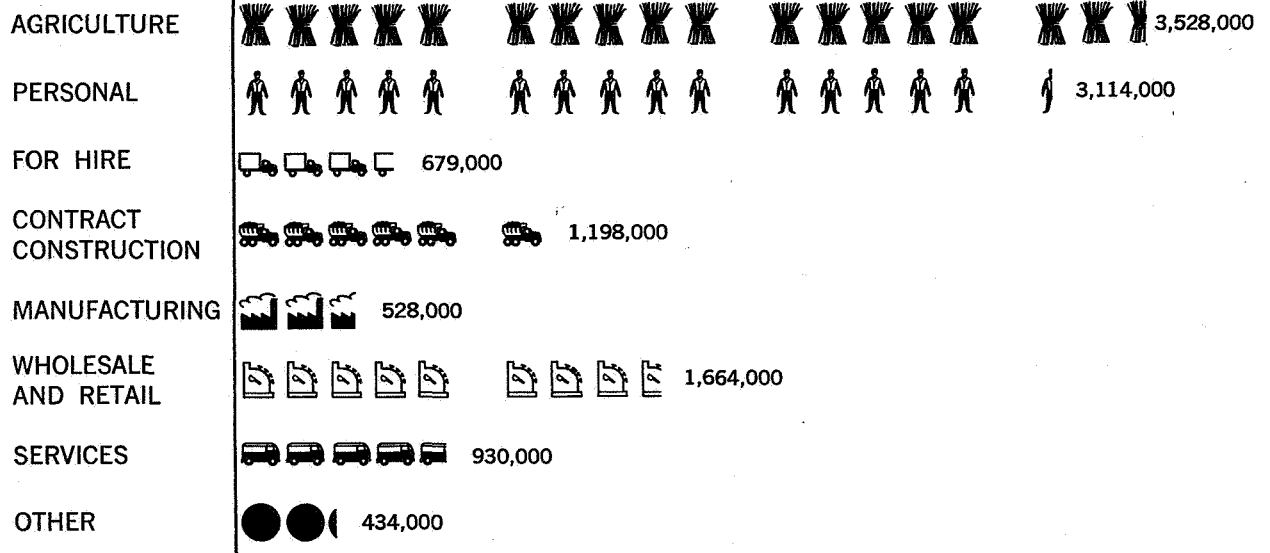 AGRICULTURE 3,528,000
PERSONAL 3,114,000
FOR HIRE 679,000
CONTRACT
CONSTRUCTION 1,198,000
MANUFACTURING 528,000
WHOLESALE
AND RETAIL 1,664,000
SERVICES 930,000
OTHER 434,000